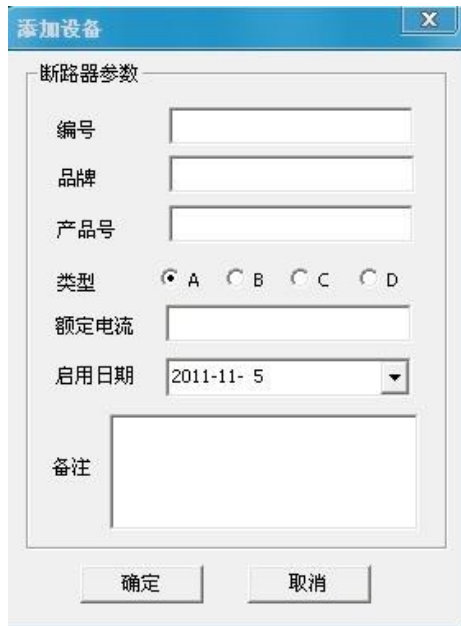 添加设备
断路器参数
编号
品牌
产品号
类型 A B C D
额定电流
启用日期 2011-11- 5
备注
确定 取消